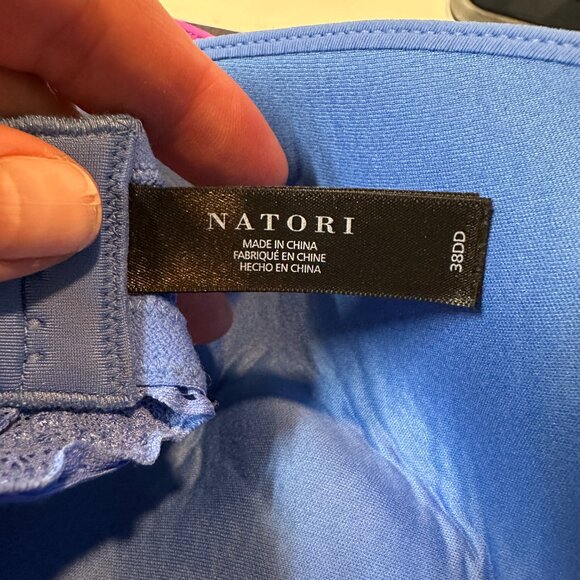 NATORI
MADE IN CHINA
FABRIQUÉ EN CHINE
HECHO EN CHINA
38DD